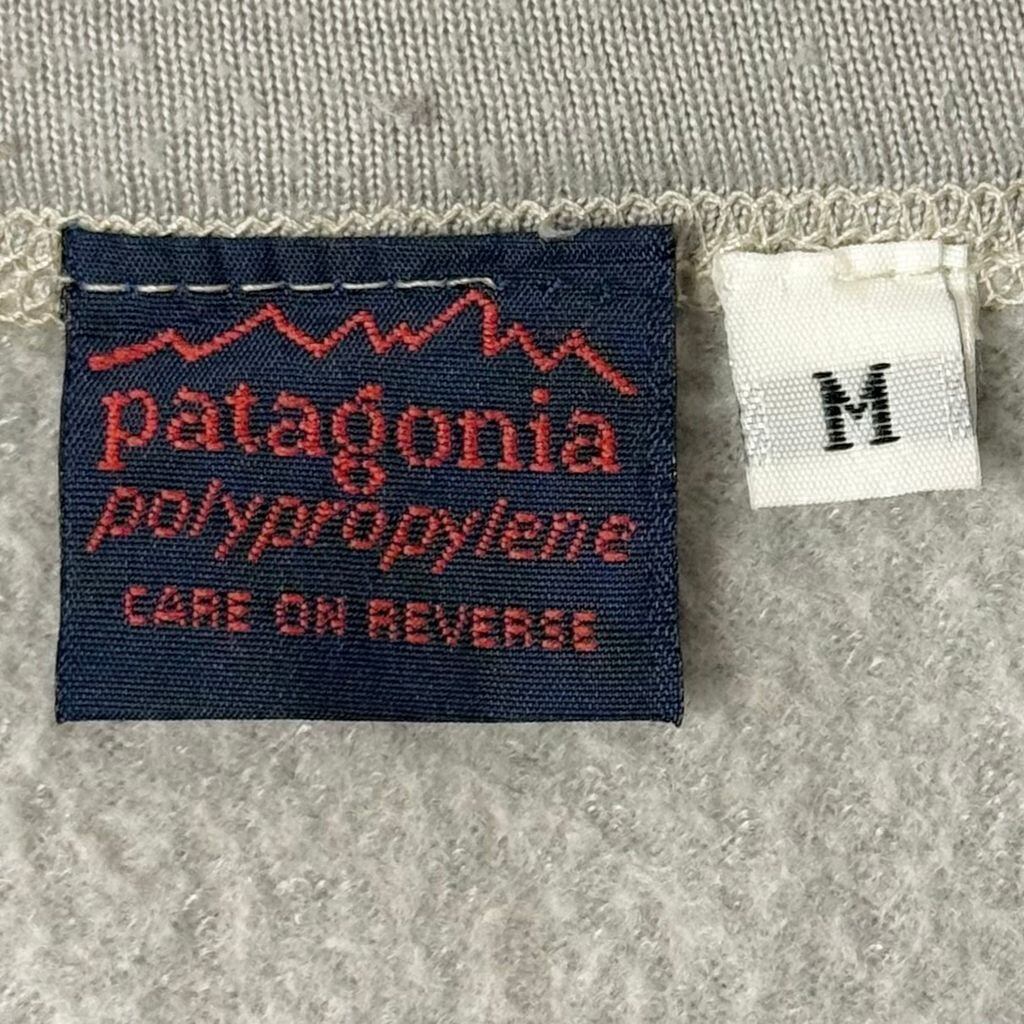 patagonia
polypropylene
CARE ON REVERSE
M